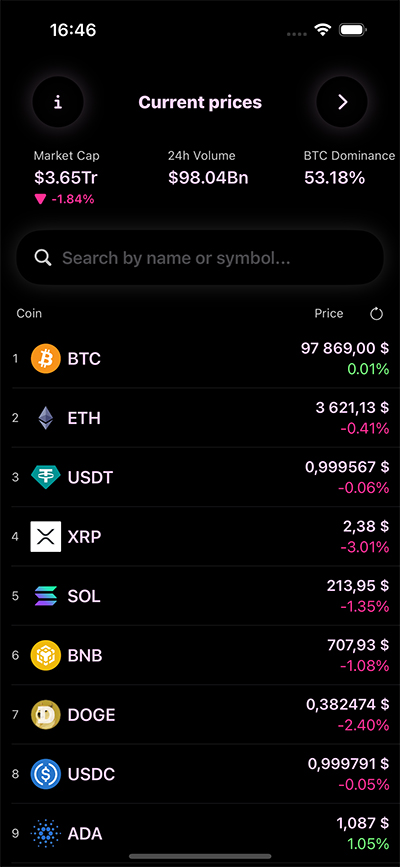 16:46
i Current prices
Market Cap 24h Volume BTC Dominance
$3.65Tr $98.04Bn 53.18%
-1.84%
Search by name or symbol...
Coin Price
1 BTC 97 869,00 $
0.01%
2 ETH 3 621,13 $
-0.41%
3 USDT 0,999567 $
-0.06%
4 XRP 2,38 $
-3.01%
5 SOL 213,95 $
-1.35%
6 BNB 707,93 $
-1.08%
7 DOGE 0,382474 $
-2.40%
8 USDC 0,999791 $
-0.05%
9 ADA 1,087 $
1.05%